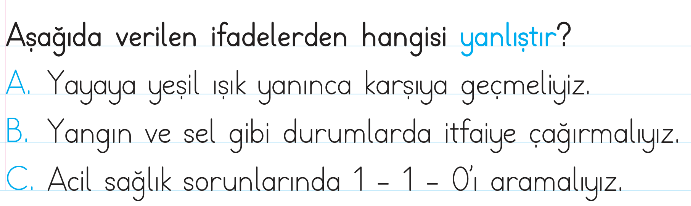 Aşağıda verilen ifadelerden hangisi yanlıştır?
A. Yayaya yeşil ışık yanınca karşıya geçmeliyiz.
B. Yangın ve sel gibi durumlarda itfaiye çağırmalıyız.
C. Acil sağlık sorunlarında 1 - 1 - 0'ı aramalıyız.